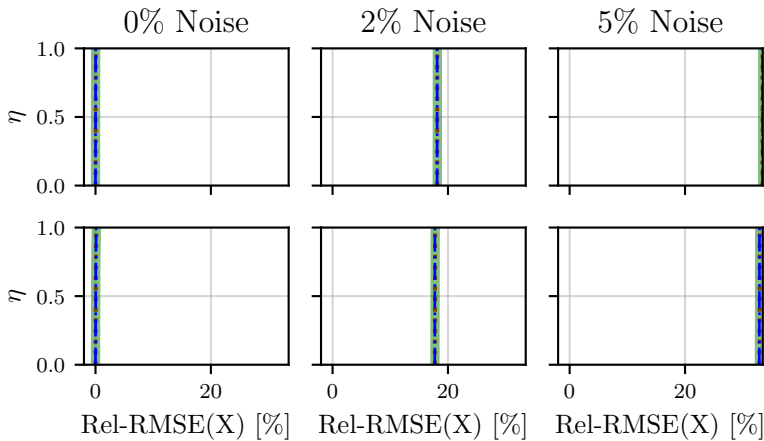 0% Noise 2% Noise 5% Noise
1.0
η 0.5
0.0
1.0
η 0.5
0.0
0 20 0 20 0 20
Rel-RMSE(X) [%] Rel-RMSE(X) [%] Rel-RMSE(X) [%]